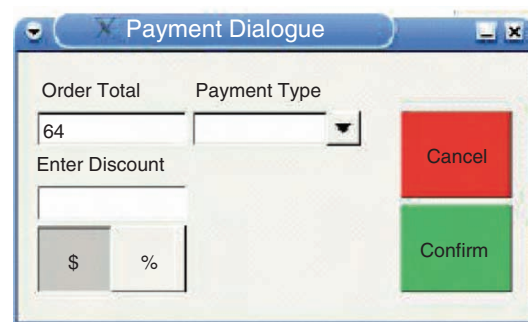 Payment Dialogue
Order Total Payment Type
64
Cancel
Enter Discount
$ %
Confirm